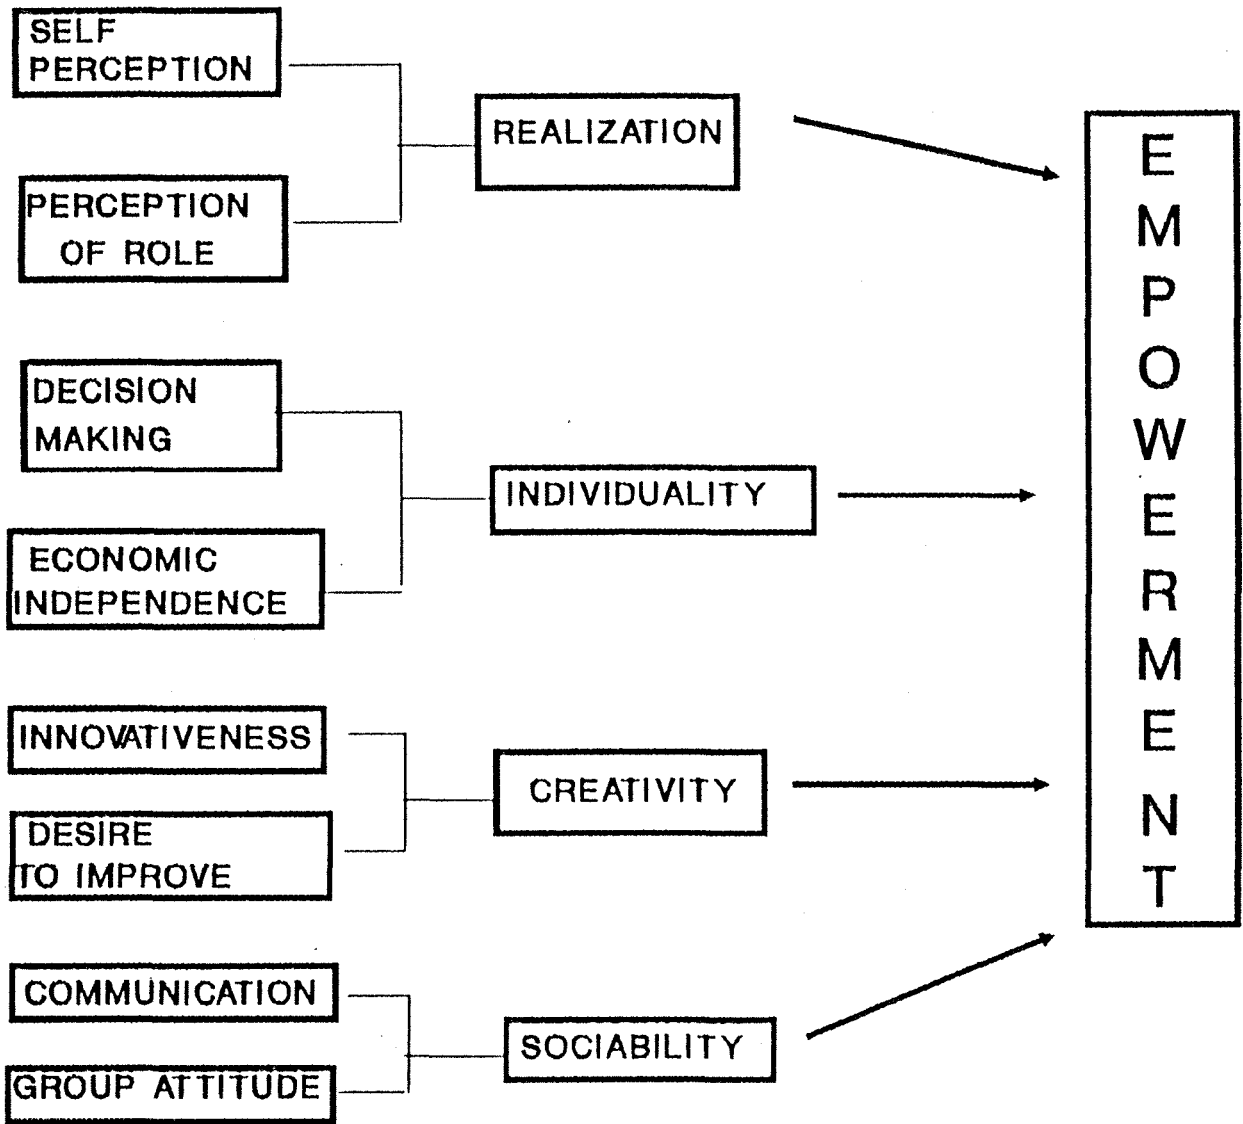 SELF
PERCEPTION
REALIZATION
PERCEPTION
OF ROLE
DECISION
MAKING
INDIVIDUALITY
ECONOMIC
INDEPENDENCE
INNOVATIVENESS
CREATIVITY
DESIRE
TO IMPROVE
COMMUNICATION
SOCIABILITY
GROUP ATTITUDE
E
M
P
O
W
E
R
M
E
N
T